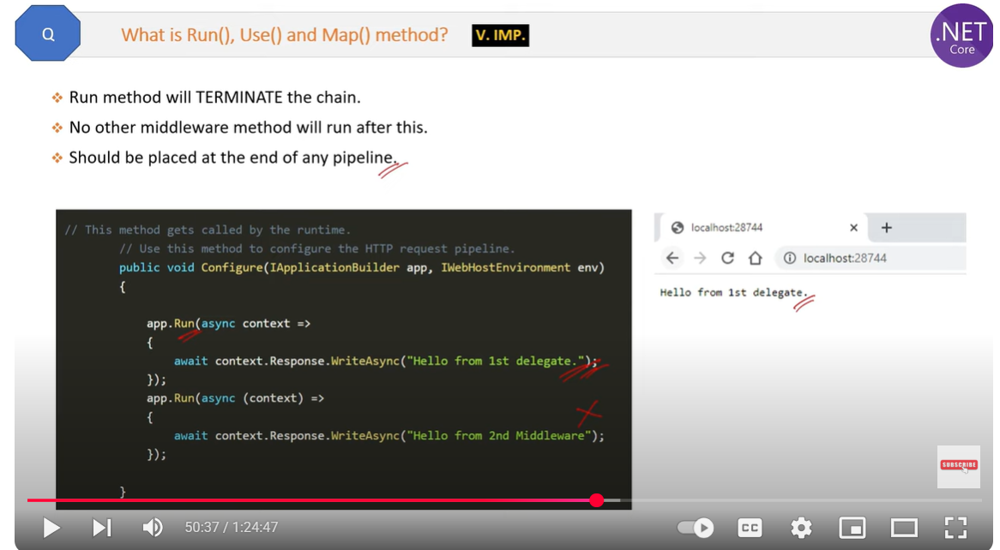 Q
What is Run(), Use() and Map() method?
V. IMP.
.NET
Core
Run method will TERMINATE the chain.
No other middleware method will run after this.
Should be placed at the end of any pipeline.
// This method gets called by the runtime.
// Use this method to configure the HTTP request pipeline.
public void Configure(IApplicationBuilder app, IWebHostEnvironment env)
{
app.Run(async context =>
{
await context.Response.WriteAsync("Hello from 1st delegate.");
});
app.Run(async (context) =>
{
await context.Response.WriteAsync("Hello from 2nd Middleware");
});
}
localhost:28744
localhost:28744
Hello from 1st delegate.
SUBSCRIBE
50:37 / 1:24:47
CC